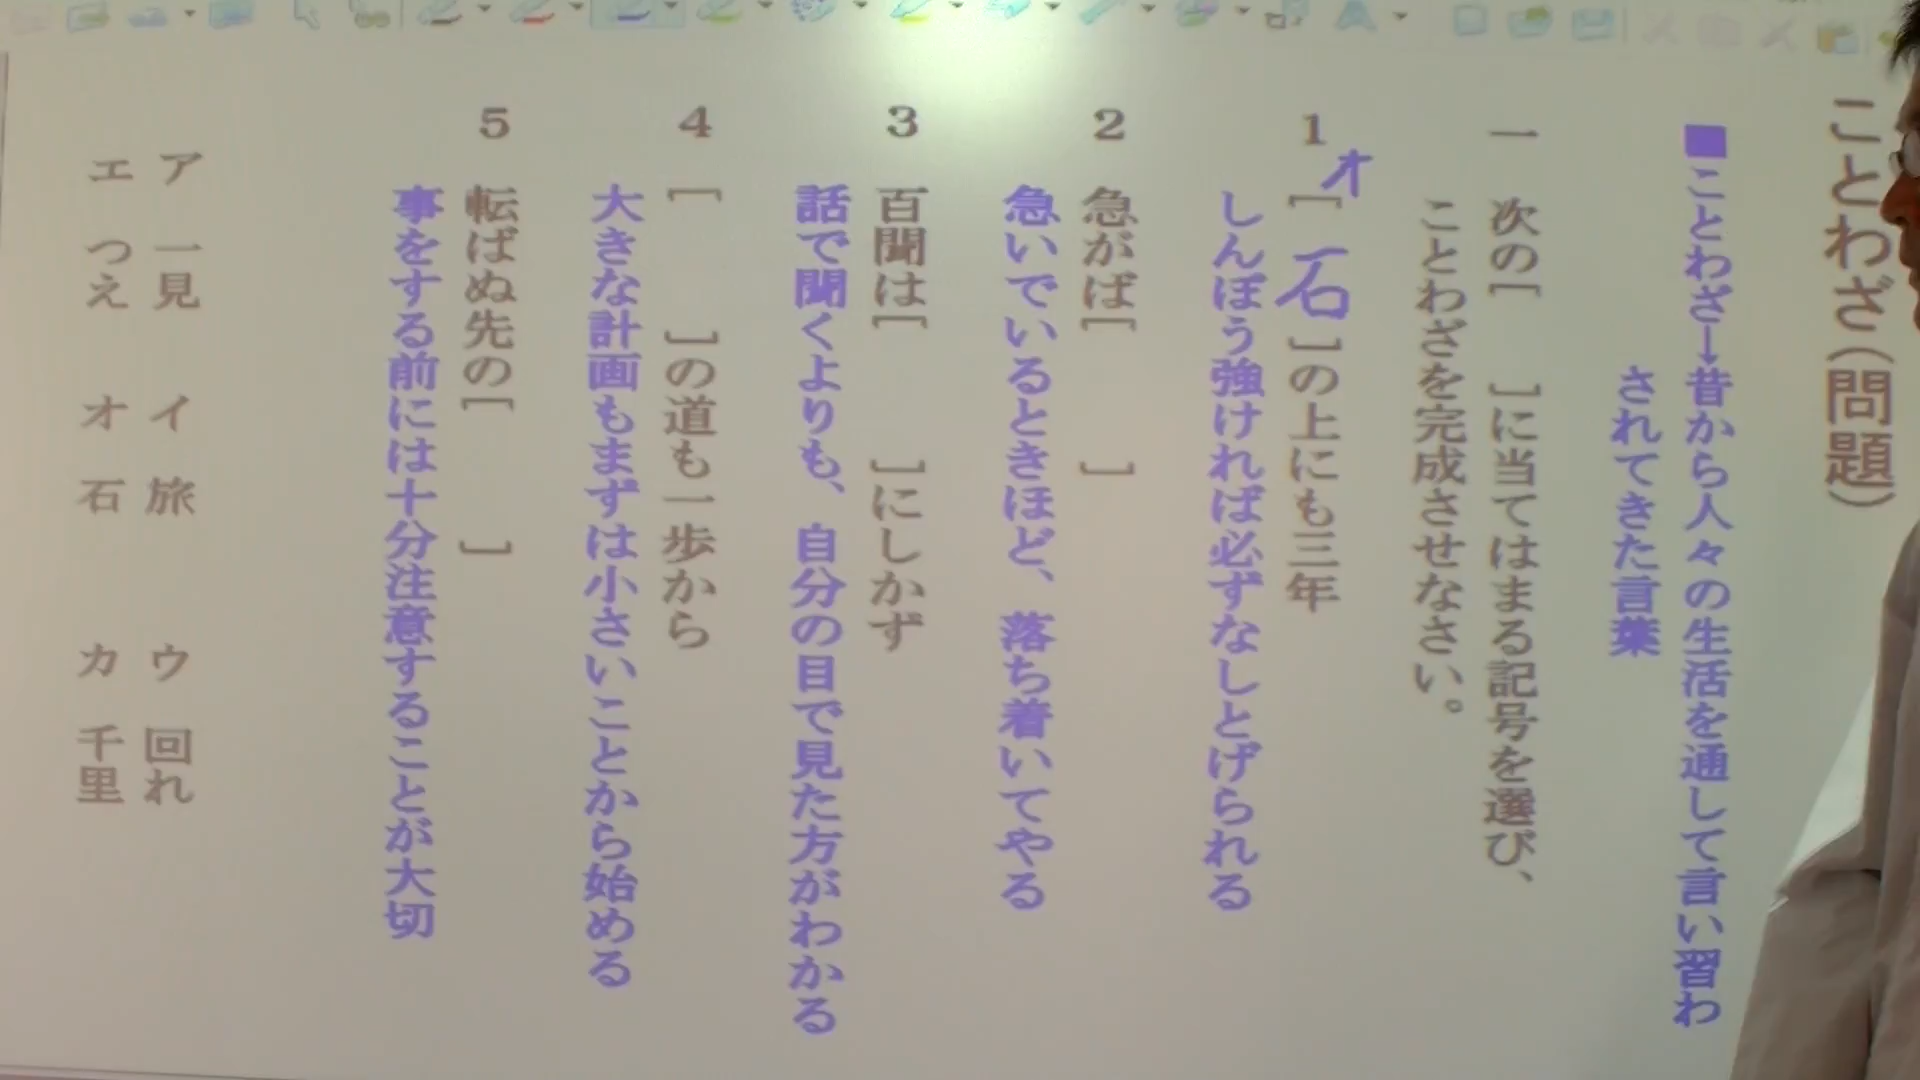 ことわざ(問題)
■ことわざ→昔から人々の生活を通して言い習わ
されてきた言葉
一 次の[ ]に当てはまる記号を選び、
ことわざを完成させなさい。
1 オ[石]の上にも三年
しんぼう強ければ必ずなしとげられる
2 急がば[ ]
急いでいるときほど、落ち着いてやる
3 百聞は[ ]にしかず
話で聞くよりも、自分の目で見た方がわかる
4 [ ]の道も一歩から
大きな計画もまずは小さいことから始める
5 転ばぬ先の[ ]
事をする前には十分注意することが大切
ア 一見 イ 旅 ウ 回れ
エ つえ オ 石 カ 千里